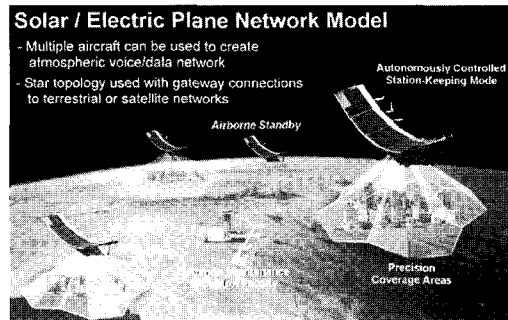 Solar / Electric Plane Network Model
- Multiple aircraft can be used to create
atmospheric voice/data network
- Star topology used with gateway connections
to terrestrial or satellite networks
Autonomously Controlled
Station-Keeping Mode
Airborne Standby
Precision
Coverage Areas